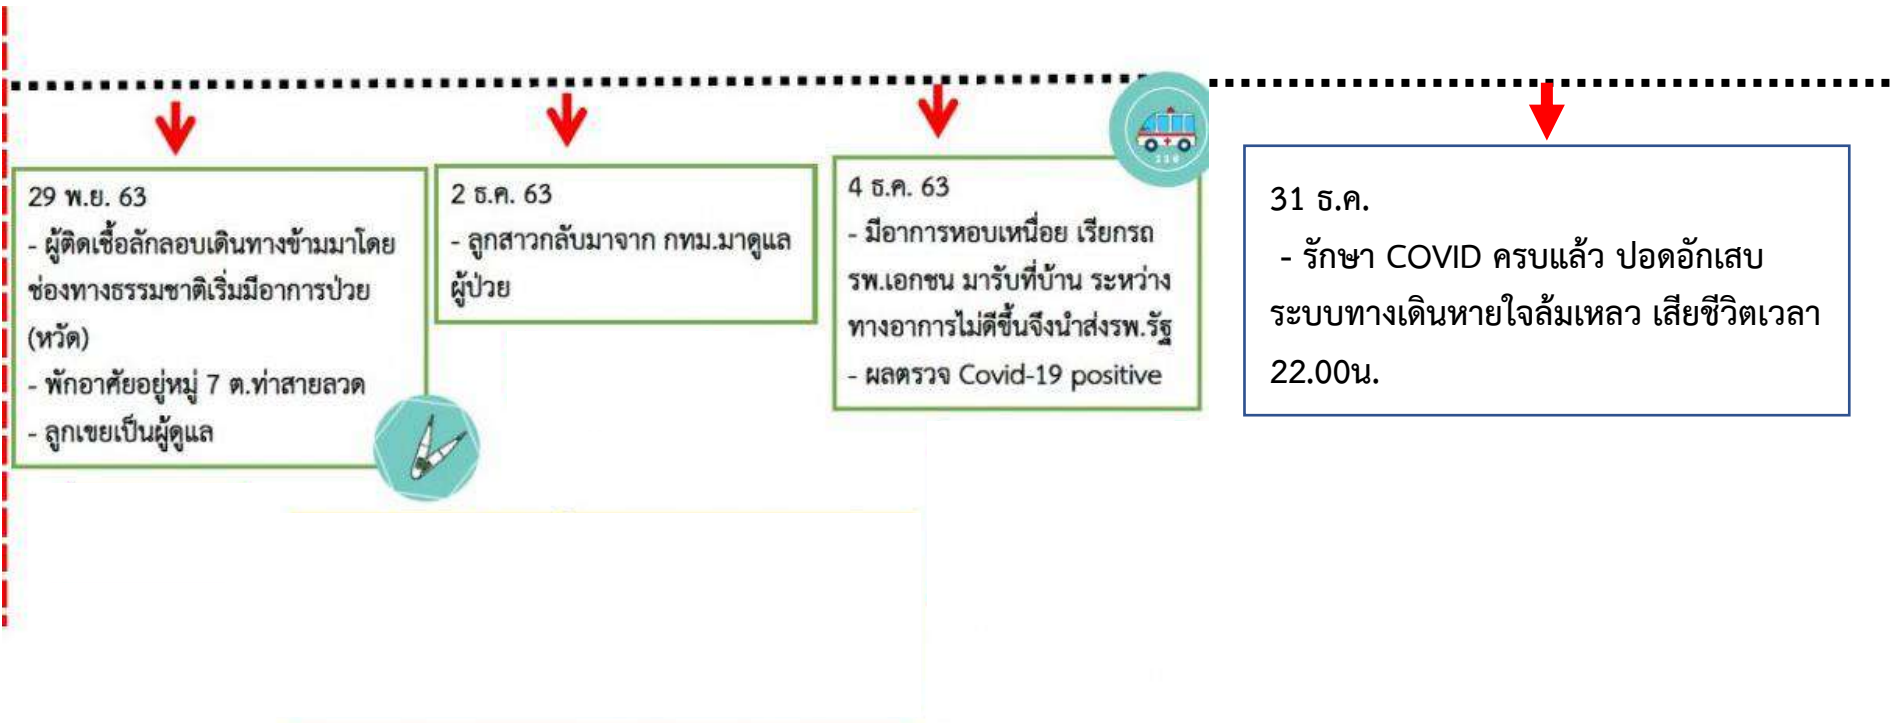 29 พ.ย. 63
- ผู้ติดเชื้อลักลอบเดินทางข้ามมาโดย
ช่องทางธรรมชาติเริ่มมีอาการป่วย
(หวัด)
- พักอาศัยอยู่หมู่ 7 ต.ท่าสายลวด
- ลูกเขยเป็นผู้ดูแล
2 ธ.ค. 63
- ลูกสาวกลับมาจาก กทม.มาดูแล
ผู้ป่วย
4 ธ.ค. 63
- มีอาการหอบเหนื่อย เรียกรถ
รพ.เอกชน มารับที่บ้าน ระหว่าง
ทางอาการไม่ดีขึ้นจึงนำส่งรพ.รัฐ
- ผลตรวจ Covid-19 positive
31 ธ.ค.
- รักษา COVID ครบแล้ว ปอดอักเสบ
ระบบทางเดินหายใจล้มเหลว เสียชีวิตเวลา
22.00น.